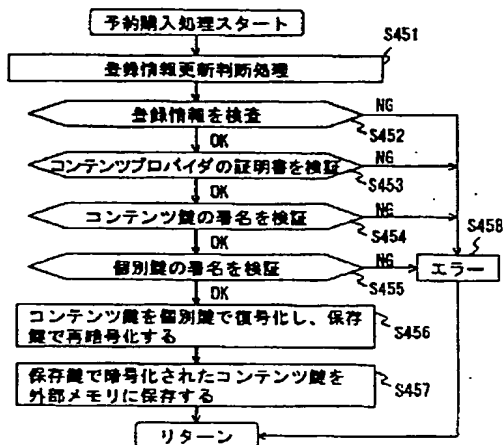 予約購入処理スタート
S451
登録情報更新判断処理
登録情報を検査
NG
S452
OK
コンテンツプロバイダの証明書を検証
NG
S453
OK
コンテンツ鍵の署名を検証
NG
S454
S458
OK
個別鍵の署名を検証
NG
エラー
S455
OK
コンテンツ鍵を個別鍵で復号化し、保存
鍵で再暗号化する
S456
保存鍵で暗号化されたコンテンツ鍵を
外部メモリに保存する
S457
リターン